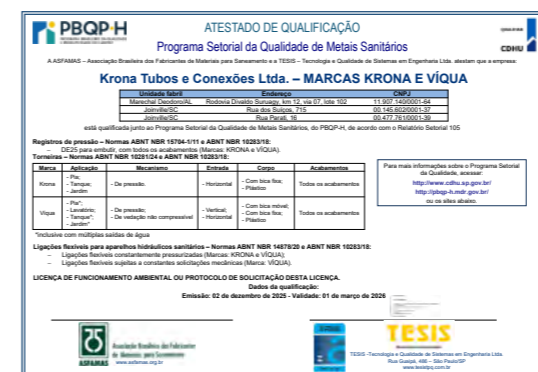 PBQP-H
ATESTADO DE QUALIFICAÇÃO
Programa Setorial da Qualidade de Metais Sanitários
CDHU
A ASFAMAS – Associação Brasileira dos Fabricantes de Materiais para Saneamento e a TESIS – Tecnologia e Qualidade de Sistemas em Engenharia Ltda. atestam que a empresa:
Krona Tubos e Conexões Ltda. – MARCAS KRONA E VÍQUA
Unidade fabril Endereço CNPJ
Marechal Deodoro/AL Rodovia Divaldo Suruagy, km 12, via 07, lote 102 11.907.140/0001-64
Joinville/SC Rua dos Suíços, 715 00.145.602/0001-37
Joinville/SC Rua Parati, 16 00.477.761/0001-39
está qualificada junto ao Programa Setorial da Qualidade de Metais Sanitários, do PBQP-H, de acordo com o Relatório Setorial 105
Registros de pressão – Normas ABNT NBR 15704-1/11 e ABNT NBR 10283/18:
– DE25 para embutir, com todos os acabamentos (Marcas: KRONA e VÍQUA).
Torneiras – Normas ABNT NBR 10281/24 e ABNT NBR 10283/18:
Marca Aplicação Mecanismo Entrada Corpo Acabamentos
Krona - Pia; - De pressão. - Horizontal - Com bica fixa; Todos os acabamentos
- Tanque; - Plástico
- Jardim
Víqua - Pia*; - De pressão; - Vertical; - Com bica móvel; Todos os acabamentos
- Lavatório; - De vedação não compressível - Horizontal - Com bica fixa;
- Tanque*; - Plástico
- Jardim*
*inclusive com múltiplas saídas de água
Para mais informações sobre o Programa Setorial
da Qualidade, acessar:
http://www.cdhu.sp.gov.br/
http://pbqp-h.mdr.gov.br/
ou os sites abaixo.
Ligações flexíveis para aparelhos hidráulicos sanitários – Normas ABNT NBR 14878/20 e ABNT NBR 10283/18:
– Ligações flexíveis constantemente pressurizadas (Marcas: KRONA e VÍQUA);
– Ligações flexíveis sujeitas a constantes solicitações mecânicas (Marca: VÍQUA).
LICENÇA DE FUNCIONAMENTO AMBIENTAL OU PROTOCOLO DE SOLICITAÇÃO DESTA LICENÇA.
Dados da qualificação:
Emissão: 02 de dezembro de 2025 - Validade: 01 de março de 2026
ASFAMAS
Associação Brasileira dos Fabricantes
de Materiais para Saneamento
www.asfamas.org.br
TESIS
TESIS -Tecnologia e Qualidade de Sistemas em Engenharia Ltda.
Rua Guaipá, 486 – São Paulo/SP
www.tesistpq.com.br